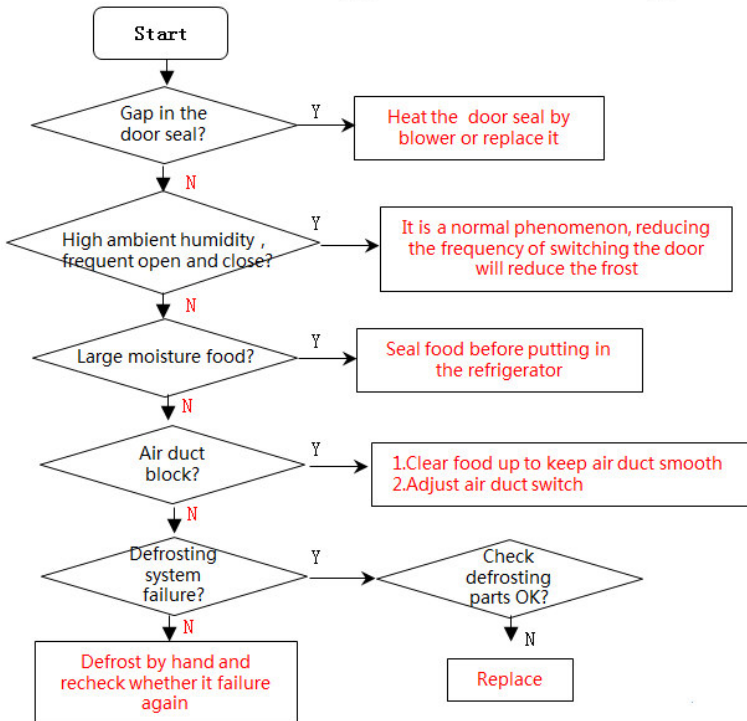 Start
Gap in the
door seal?
Y
Heat the door seal by
blower or replace it
N
High ambient humidity ,
frequent open and close?
Y
It is a normal phenomenon, reducing
the frequency of switching the door
will reduce the frost
N
Large moisture food?
Y
Seal food before putting in
the refrigerator
N
Air duct
block?
Y
1.Clear food up to keep air duct smooth
2.Adjust air duct switch
N
Defrosting
system
failure?
Y
Check
defrosting
parts OK?
N
Defrost by hand and
recheck whether it failure
again
N
Replace